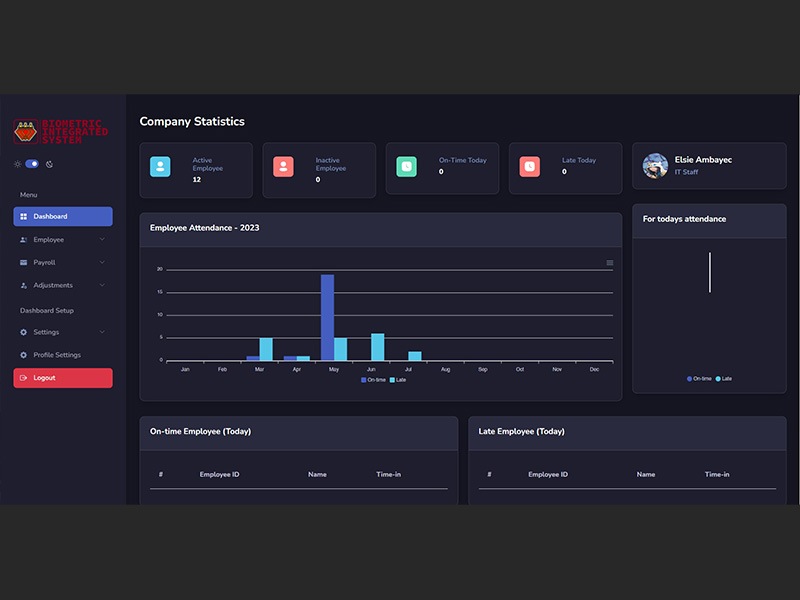 BIOMETRIC
INTEGRATED
SYSTEM
Menu
Dashboard
Employee
Payroll
Adjustments
Dashboard Setup
Settings
Profile Settings
Logout
Company Statistics
Active
Employee
12
Inactive
Employee
0
On-Time Today
0
Late Today
0
Elsie Ambayec
IT Staff
Employee Attendance - 2023
20
15
10
5
0
Jan Feb Mar Apr May Jun Jul Aug Sep Oct Nov Dec
On-time Late
For todays attendance
On-time Late
On-time Employee (Today)
# Employee ID Name Time-in
Late Employee (Today)
# Employee ID Name Time-in